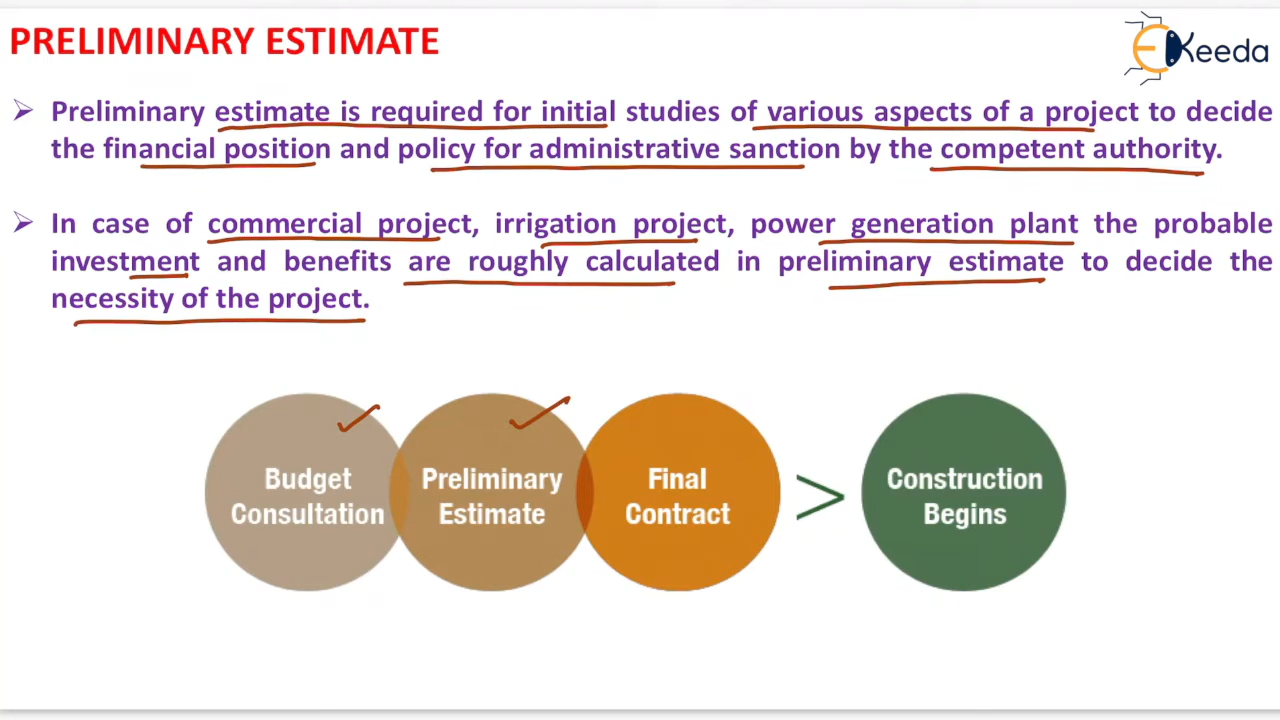 PRELIMINARY ESTIMATE
EKeeda
➢ Preliminary estimate is required for initial studies of various aspects of a project to decide
the financial position and policy for administrative sanction by the competent authority.
➢ In case of commercial project, irrigation project, power generation plant the probable
investment and benefits are roughly calculated in preliminary estimate to decide the
necessity of the project.
Budget
Consultation
Preliminary
Estimate
Final
Contract
>
Construction
Begins